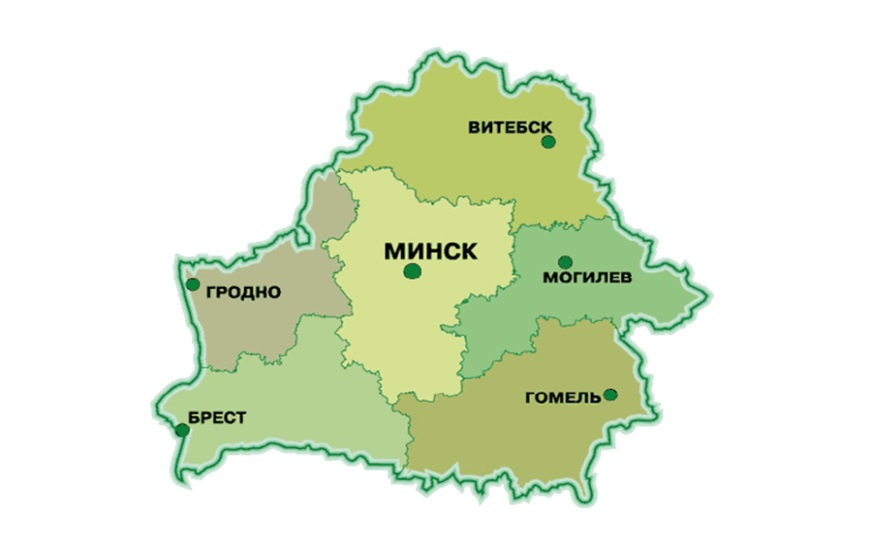 ВИТЕБСК
МИНСК
МОГИЛЕВ
ГРОДНО
ГОМЕЛЬ
БРЕСТ